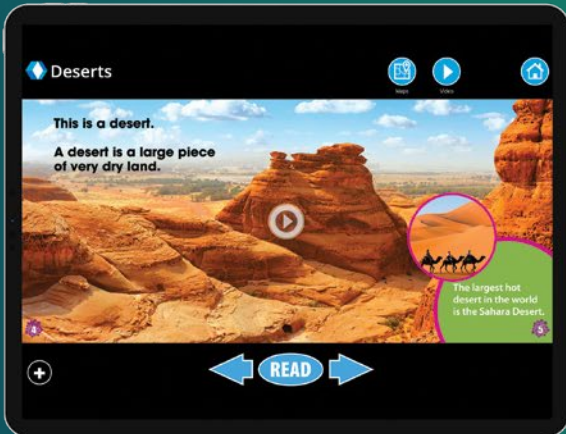 Deserts
Maps
Video
This is a desert.
A desert is a large piece
of very dry land.
The largest hot
desert in the world
is the Sahara Desert.
4
5
READ